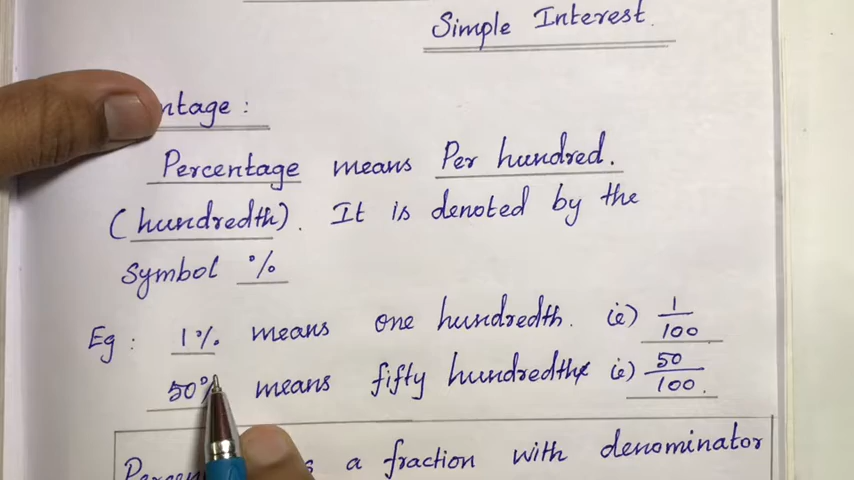 Simple Interest
ntage :
Percentage means Per hundred.
(hundredth). It is denoted by the
Symbol %
Eg : 1% means one hundredth. ie) 1/100
50% means fifty hundredth ie) 50/100.
a fraction with denominator